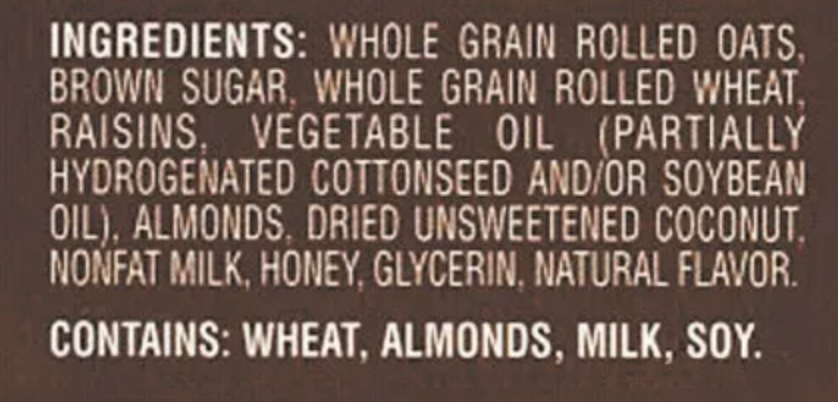 INGREDIENTS: WHOLE GRAIN ROLLED OATS,
BROWN SUGAR, WHOLE GRAIN ROLLED WHEAT,
RAISINS, VEGETABLE OIL (PARTIALLY
HYDROGENATED COTTONSEED AND/OR SOYBEAN
OIL), ALMONDS, DRIED UNSWEETENED COCONUT,
NONFAT MILK, HONEY, GLYCERIN, NATURAL FLAVOR.
CONTAINS: WHEAT, ALMONDS, MILK, SOY.